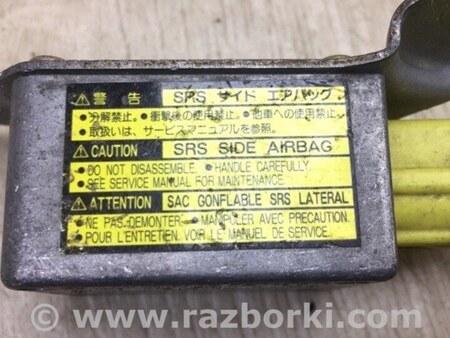 ⚠警 告 SRS サイド エアバッグ
•分解禁止。•衝撃後の使用禁止。•他車への使用禁止。
•取扱いは、サービスマニュアルを参照。
⚠CAUTION SRS SIDE AIRBAG
•DO NOT DISASSEMBLE. •HANDLE CAREFULLY.
•SEE SERVICE MANUAL FOR MAINTENANCE.
⚠ATTENTION SAC GONFLABLE SRS LATERAL
•NE PAS DEMONTER. •MANIPULER AVEC PRECAUTION.
•POUR L'ENTRETIEN, VOIR LE MANUEL DE SERVICE.
www.razborki.com